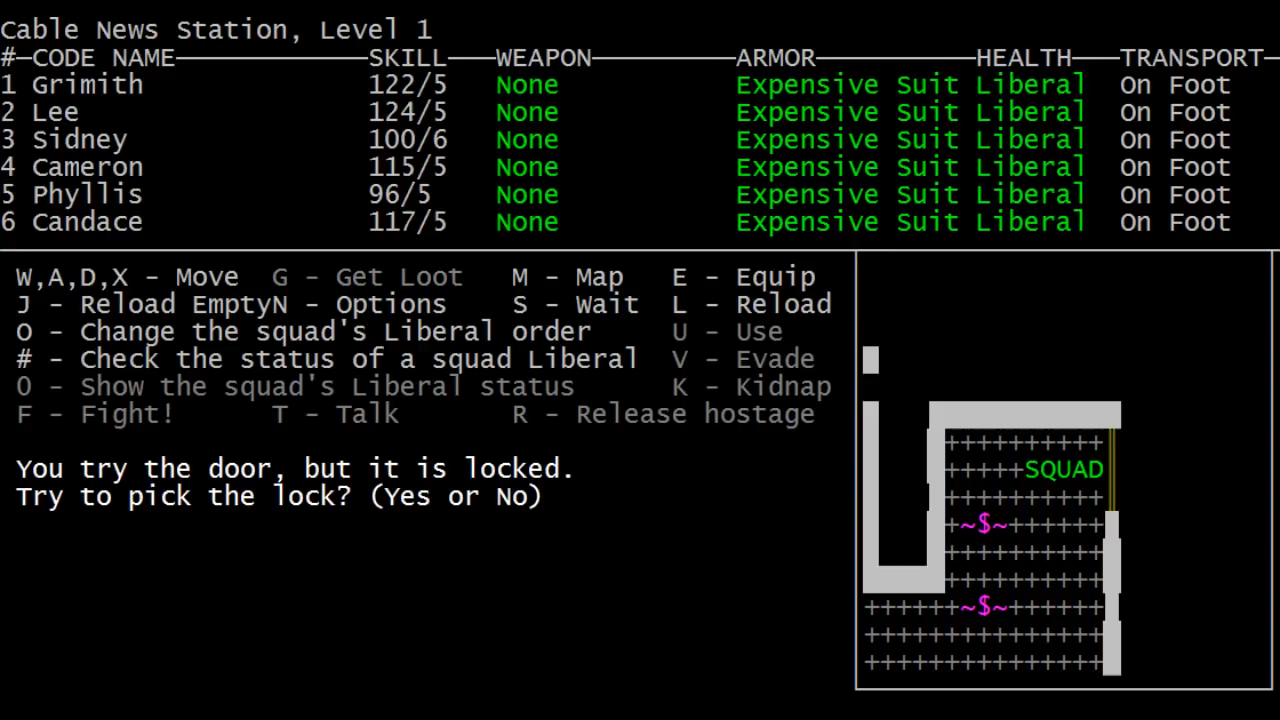 Cable News Station, Level 1
#—CODE NAME—SKILL—WEAPON—ARMOR—HEALTH—TRANSPORT—
1 Grimith 122/5 None Expensive Suit Liberal On Foot
2 Lee 124/5 None Expensive Suit Liberal On Foot
3 Sidney 100/6 None Expensive Suit Liberal On Foot
4 Cameron 115/5 None Expensive Suit Liberal On Foot
5 Phyllis 96/5 None Expensive Suit Liberal On Foot
6 Candace 117/5 None Expensive Suit Liberal On Foot
W,A,D,X - Move G - Get Loot M - Map E - Equip
J - Reload EmptyN - Options S - Wait L - Reload
O - Change the squad's Liberal order U - Use
# - Check the status of a squad Liberal V - Evade
0 - Show the squad's Liberal status K - Kidnap
F - Fight! T - Talk R - Release hostage
You try the door, but it is locked.
Try to pick the lock? (Yes or No)
++++++++++
+++++SQUAD
++++++++++
+~$~++++++
++++++++++
++++++++++
++++++~$~++++++
+++++++++++++++
+++++++++++++++